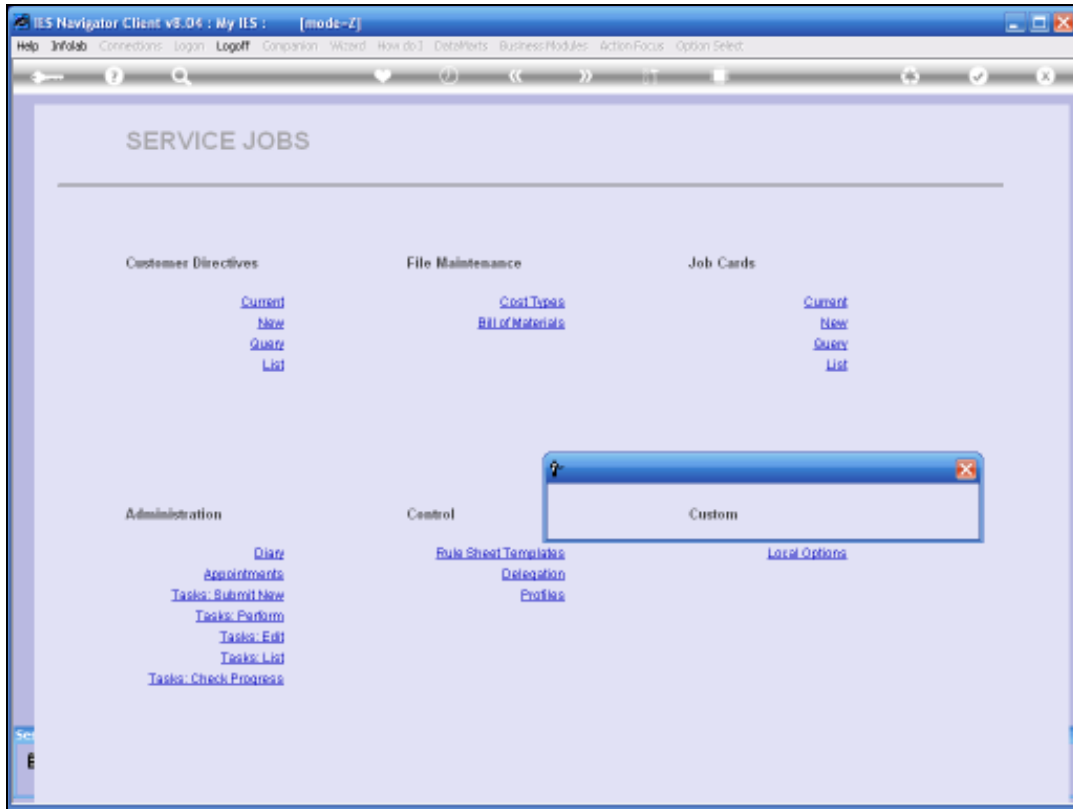 IES Navigator Client v8.04 : My IES : [mode=Z]
Help Infolab Connections Logon Logoff Companion Wizard How do I DataMerts Business Modules Action Focus Option Select
SERVICE JOBS
Customer Directives File Maintenance Job Cards
Current Cost Types Current
New Bill of Materials New
Query Query
List List
Administration Control Custom
Diary Rule Sheet Templates Local Options
Appointments Delegation
Tasks: Submit New Profiles
Tasks: Perform
Tasks: Edit
Tasks: List
Tasks: Check Progress
Se